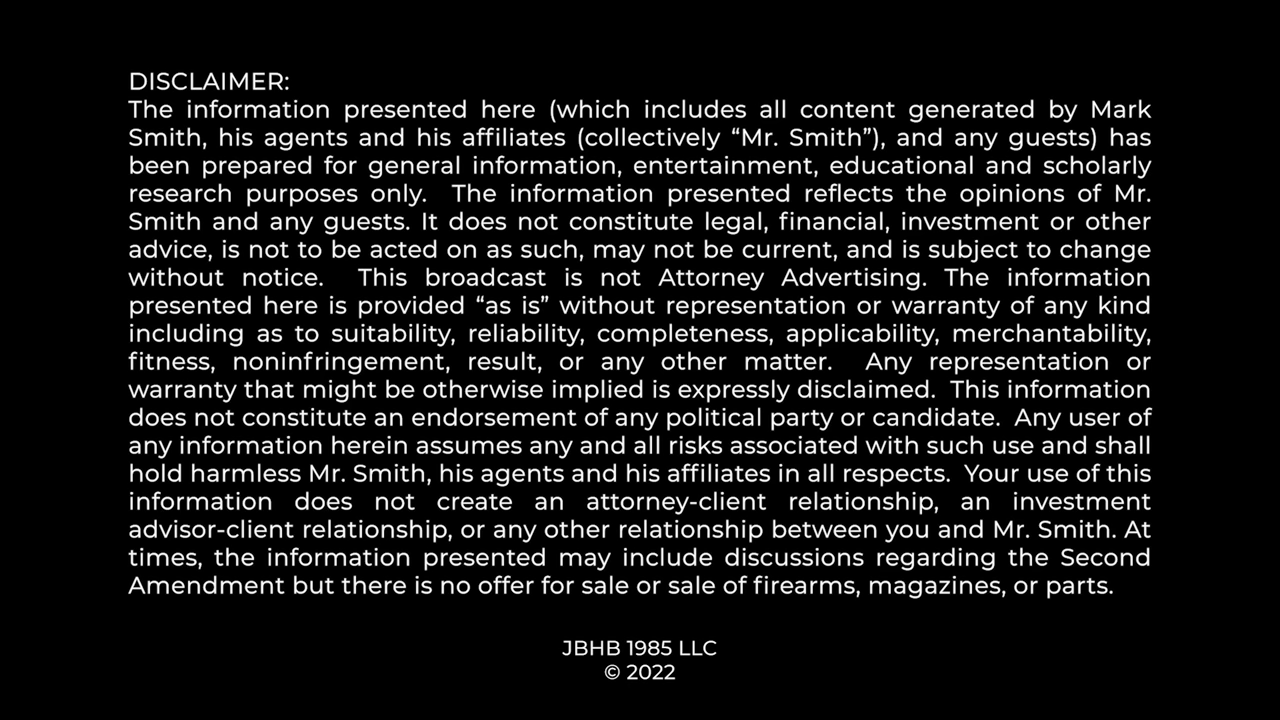 DISCLAIMER:
The information presented here (which includes all content generated by Mark
Smith, his agents and his affiliates (collectively “Mr. Smith”), and any guests) has
been prepared for general information, entertainment, educational and scholarly
research purposes only.  The information presented reflects the opinions of Mr.
Smith and any guests. It does not constitute legal, financial, investment or other
advice, is not to be acted on as such, may not be current, and is subject to change
without notice.  This broadcast is not Attorney Advertising. The information
presented here is provided “as is” without representation or warranty of any kind
including as to suitability, reliability, completeness, applicability, merchantability,
fitness, noninfringement, result, or any other matter.  Any representation or
warranty that might be otherwise implied is expressly disclaimed.  This information
does not constitute an endorsement of any political party or candidate.  Any user of
any information herein assumes any and all risks associated with such use and shall
hold harmless Mr. Smith, his agents and his affiliates in all respects.  Your use of this
information does not create an attorney-client relationship, an investment
advisor-client relationship, or any other relationship between you and Mr. Smith. At
times, the information presented may include discussions regarding the Second
Amendment but there is no offer for sale or sale of firearms, magazines, or parts.
JBHB 1985 LLC
© 2022